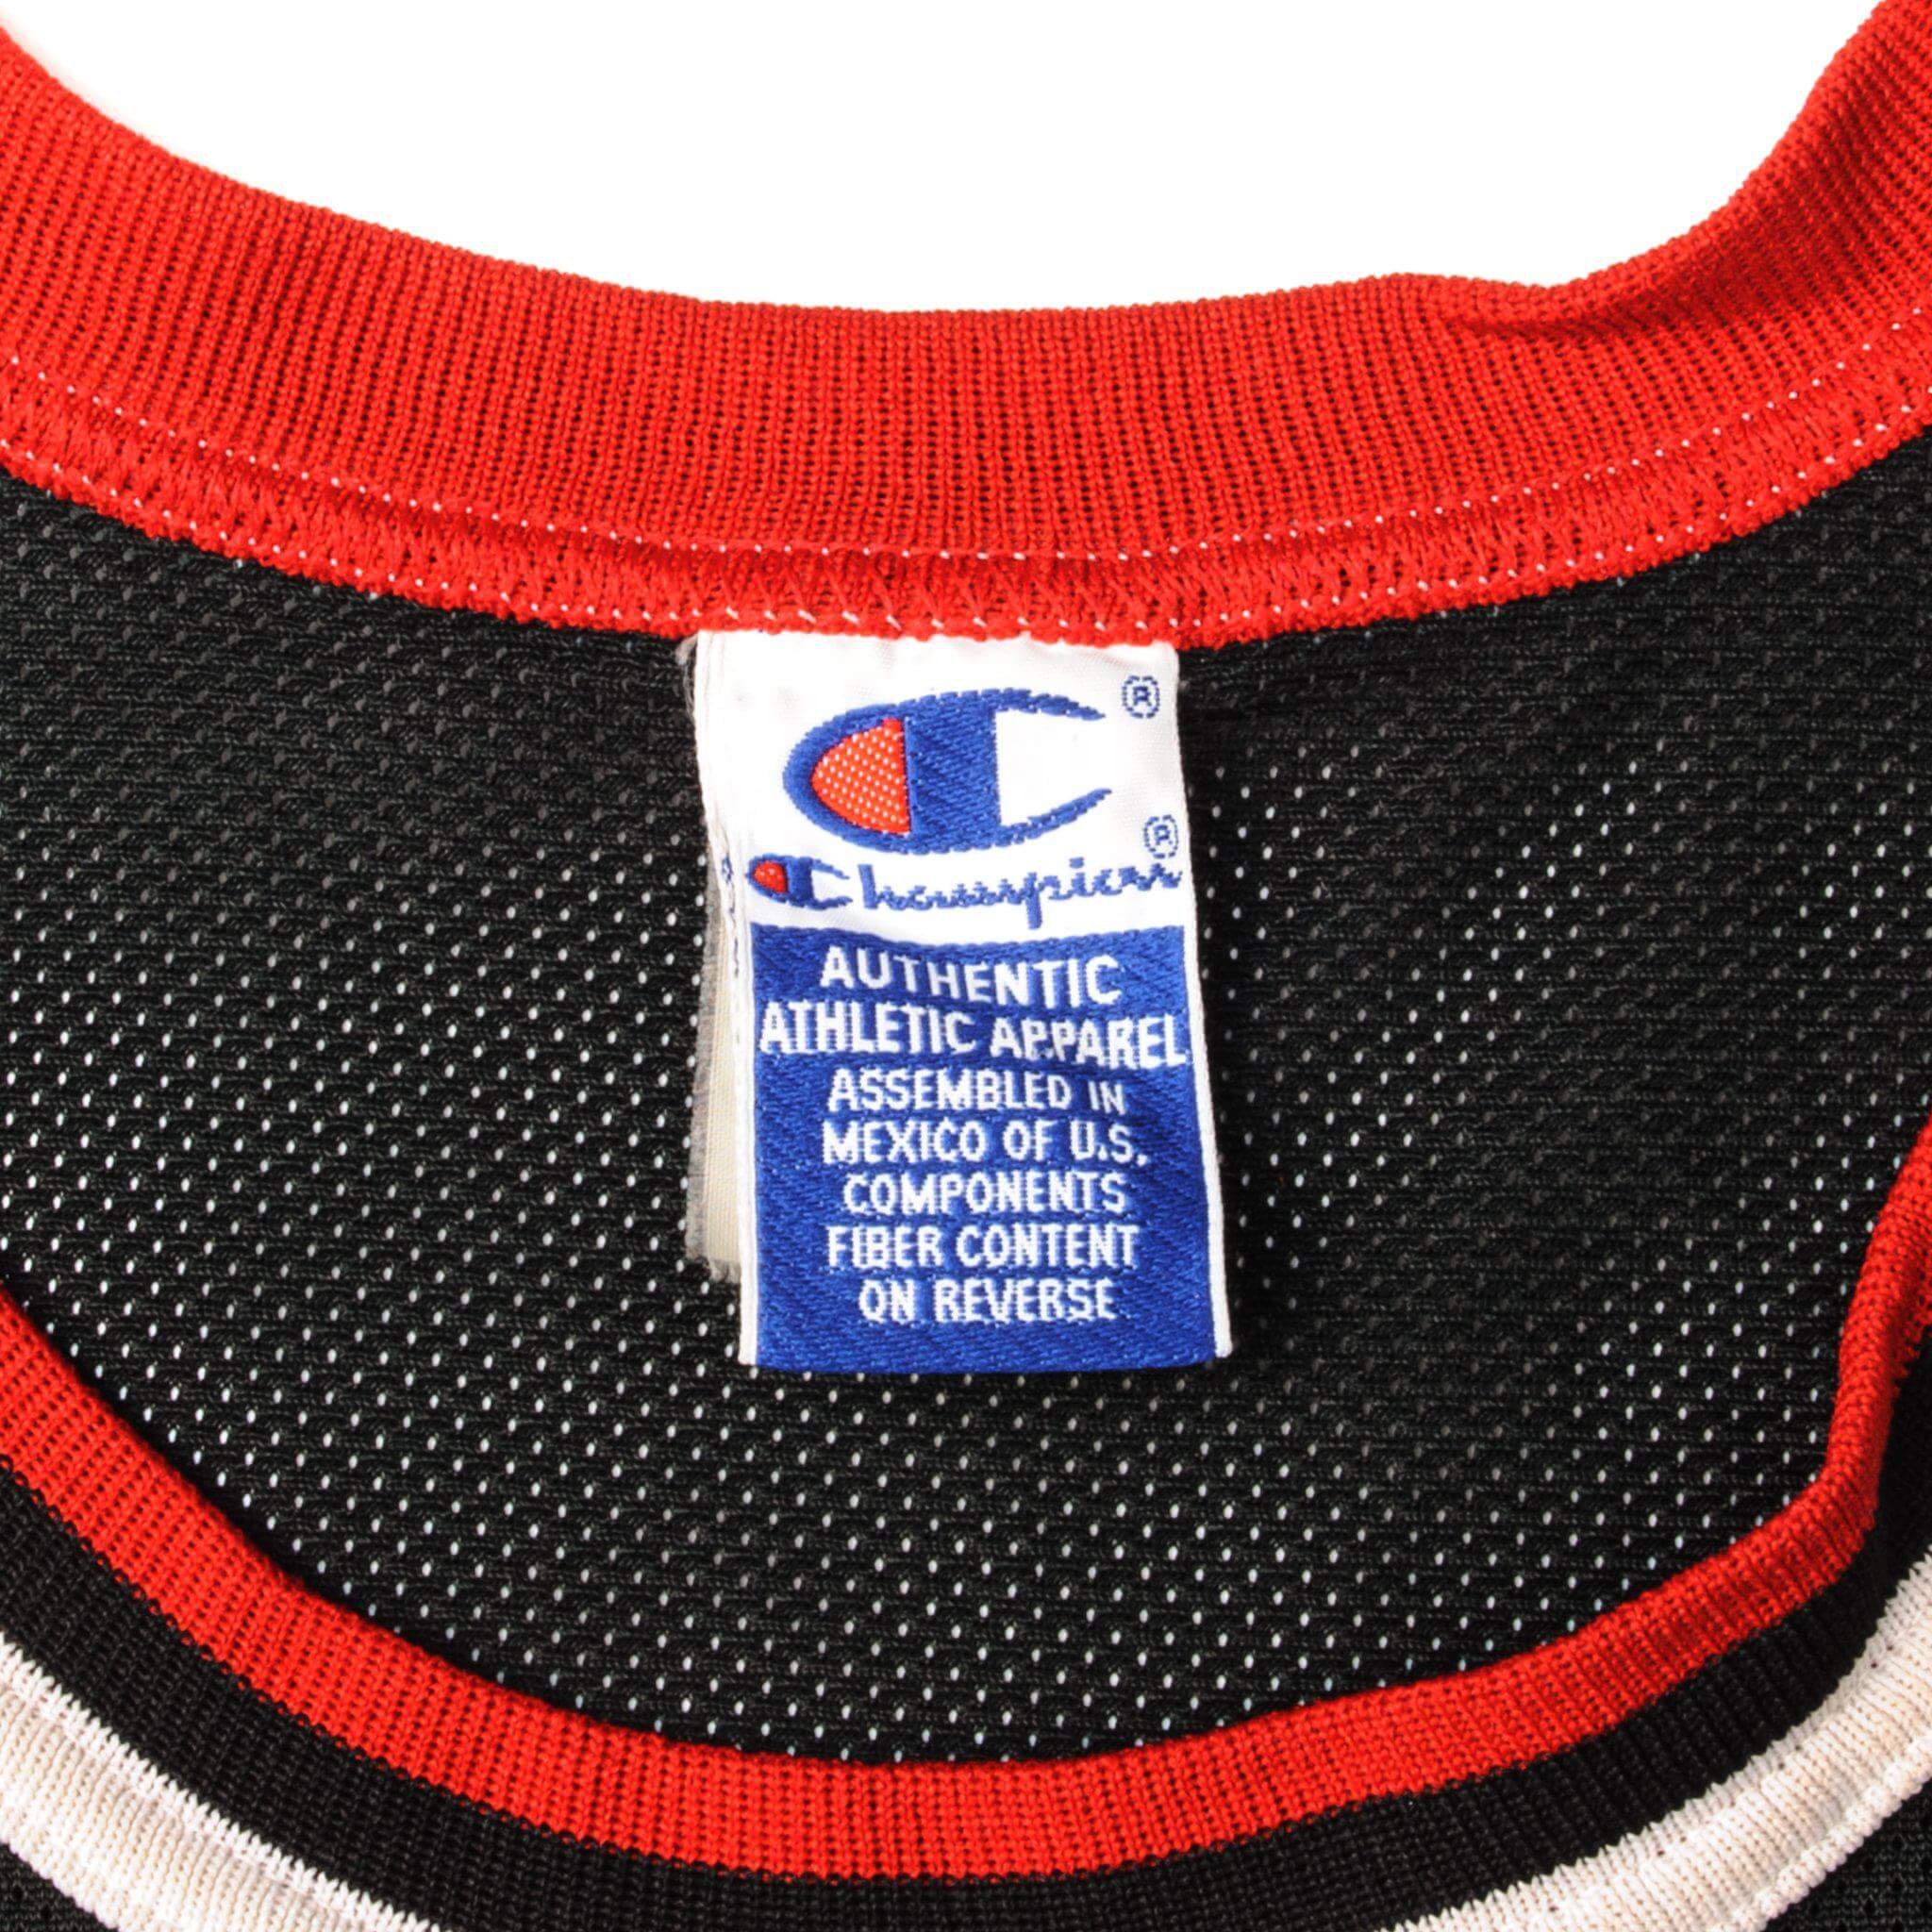 ®
Champion®
AUTHENTIC
ATHLETIC APPAREL
ASSEMBLED IN
MEXICO OF U.S.
COMPONENTS
FIBER CONTENT
ON REVERSE